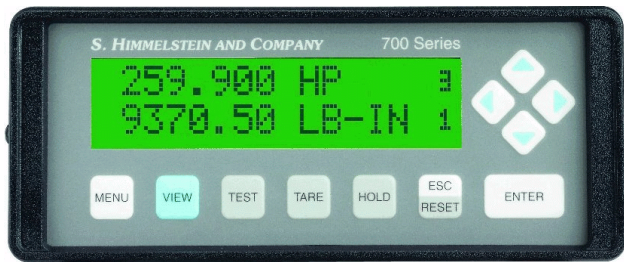 S. HIMMELSTEIN AND COMPANY 700 Series
259.900 HP 3
9370.50 LB-IN 1
MENU VIEW TEST TARE HOLD ESC RESET ENTER